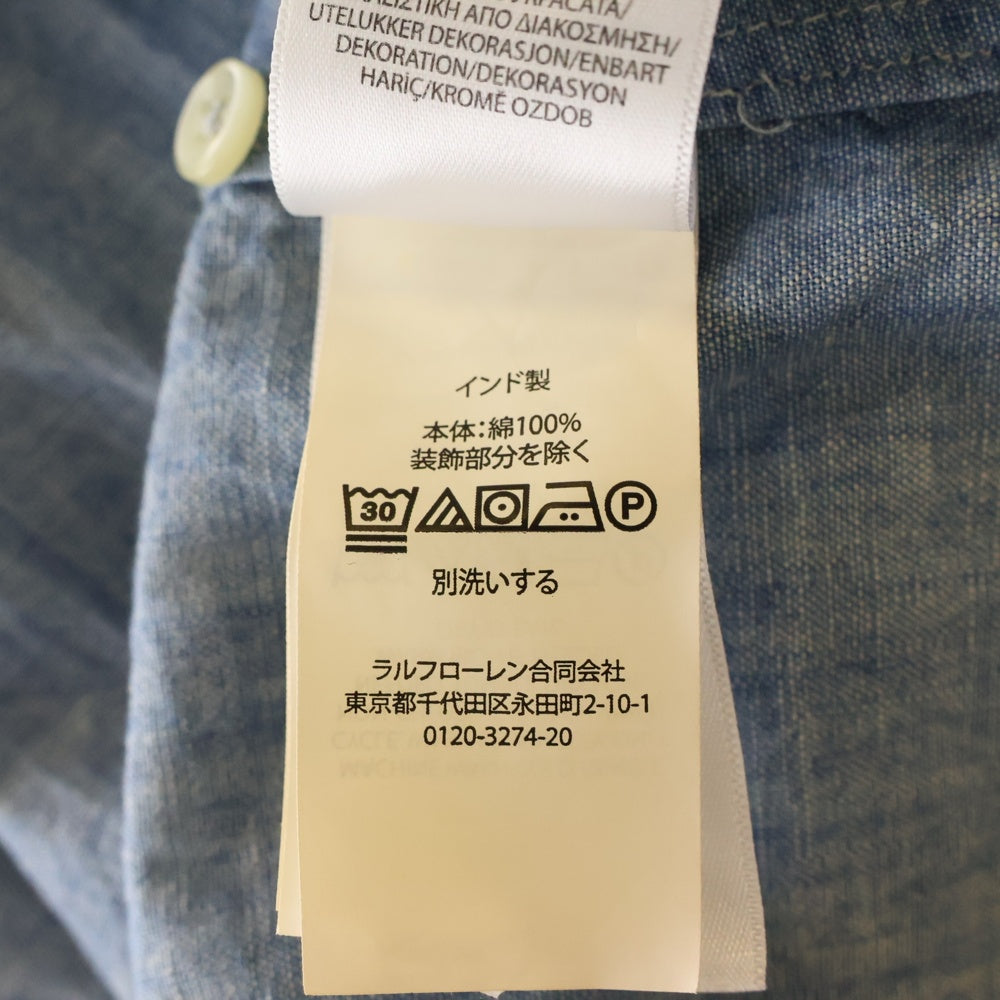 ΚΑΛΙΣΤΙΚΗ ΑΠΟ ΔΙΑΚΟΣΜΗΣΗ/
UTELUKKER DEKORASJON/ENBART
DEKORATION/DEKORASYON
HARİÇ/KROMĚ OZDOB
インド製
本体:綿100%
装飾部分を除く
30
P
別洗いする
ラルフローレン合同会社
東京都千代田区永田町2-10-1
0120-3274-20